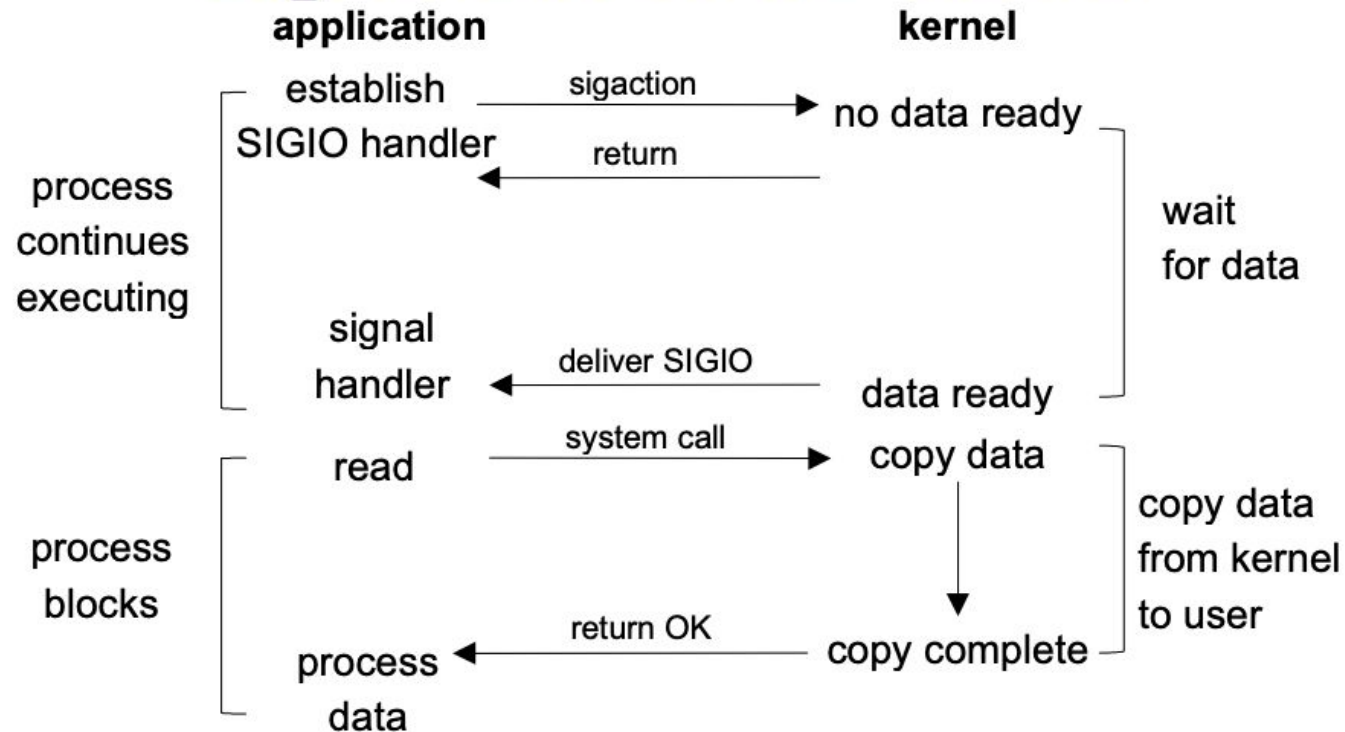 application
kernel
establish
SIGIO handler
sigaction
no data ready
return
process
continues
executing
wait
for data
signal
handler
deliver SIGIO
data ready
read
system call
copy data
process
blocks
copy data
from kernel
to user
return OK
copy complete
process
data